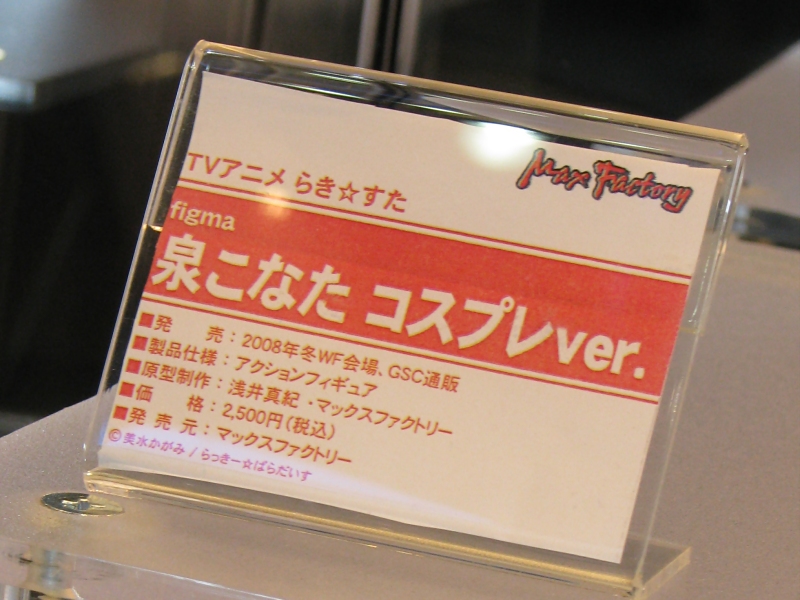 Max Factory
TVアニメ らき☆すた
figma
泉こなた コスプレver.
■発　　売：2008年冬WF会場、GSC通販
■製品仕様：アクションフィギュア
■原型制作：浅井真紀・マックスファクトリー
■価　　格：2,500円（税込）
■発 売 元：マックスファクトリー
©美水かがみ / らっきー☆ぱらだいす